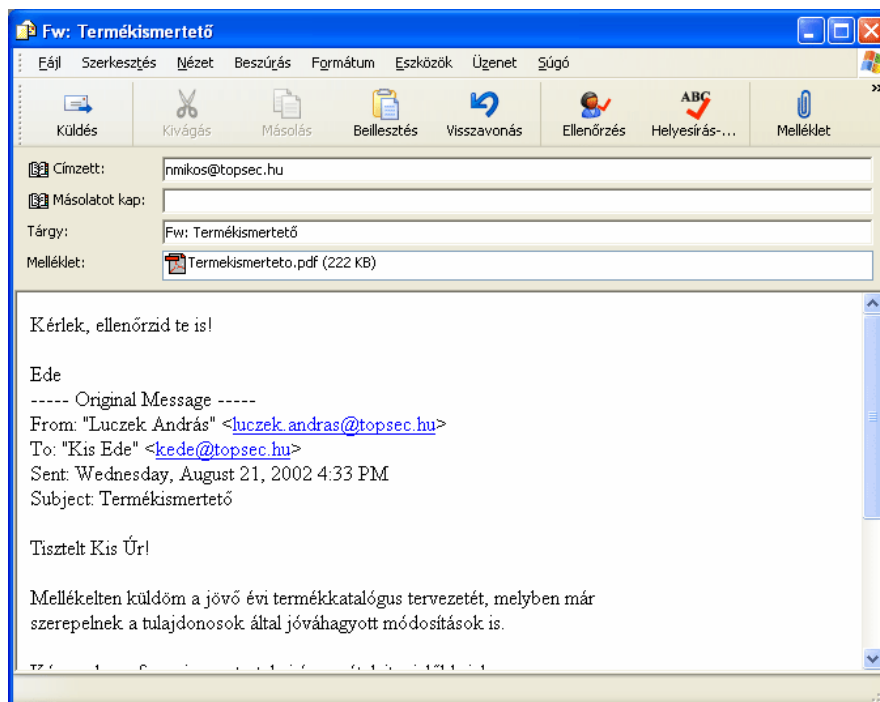 Fw: Termékismertető
Fájl Szerkesztés Nézet Beszúrás Formátum Eszközök Üzenet Súgó
Küldés Kivágás Másolás Beillesztés Visszavonás Ellenőrzés ABC Helyesírás-... Melléklet »
Címzett: nmikos@topsec.hu
Másolatot kap:
Tárgy: Fw: Termékismertető
Melléklet: Termekismerteto.pdf (222 KB)
Kérlek, ellenőrzid te is!
Ede
----- Original Message -----
From: "Luczek András" <luczek.andras@topsec.hu>
To: "Kis Ede" <kede@topsec.hu>
Sent: Wednesday, August 21, 2002 4:33 PM
Subject: Termékismertető
Tisztelt Kis Úr!
Mellékelten küldöm a jövő évi termékkatalógus tervezetét, melyben már
szerepelnek a tulajdonosok által jóváhagyott módosítások is.